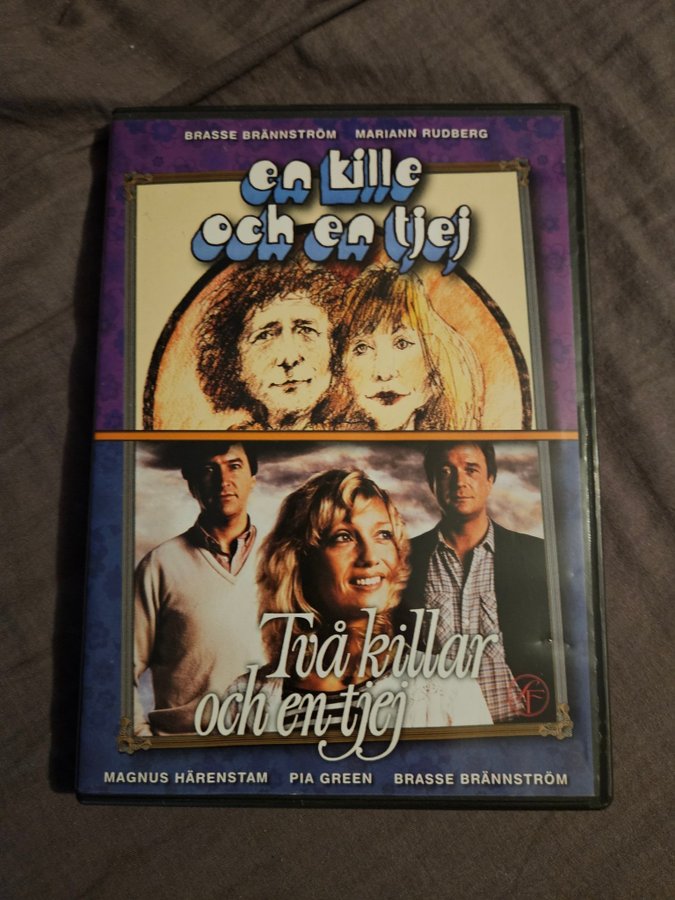 BRASSE BRÄNNSTRÖM MARIANN RUDBERG
en kille
och en tjej
Två killar
och en tjej
SF
MAGNUS HÄRENSTAM PIA GREEN BRASSE BRÄNNSTRÖM